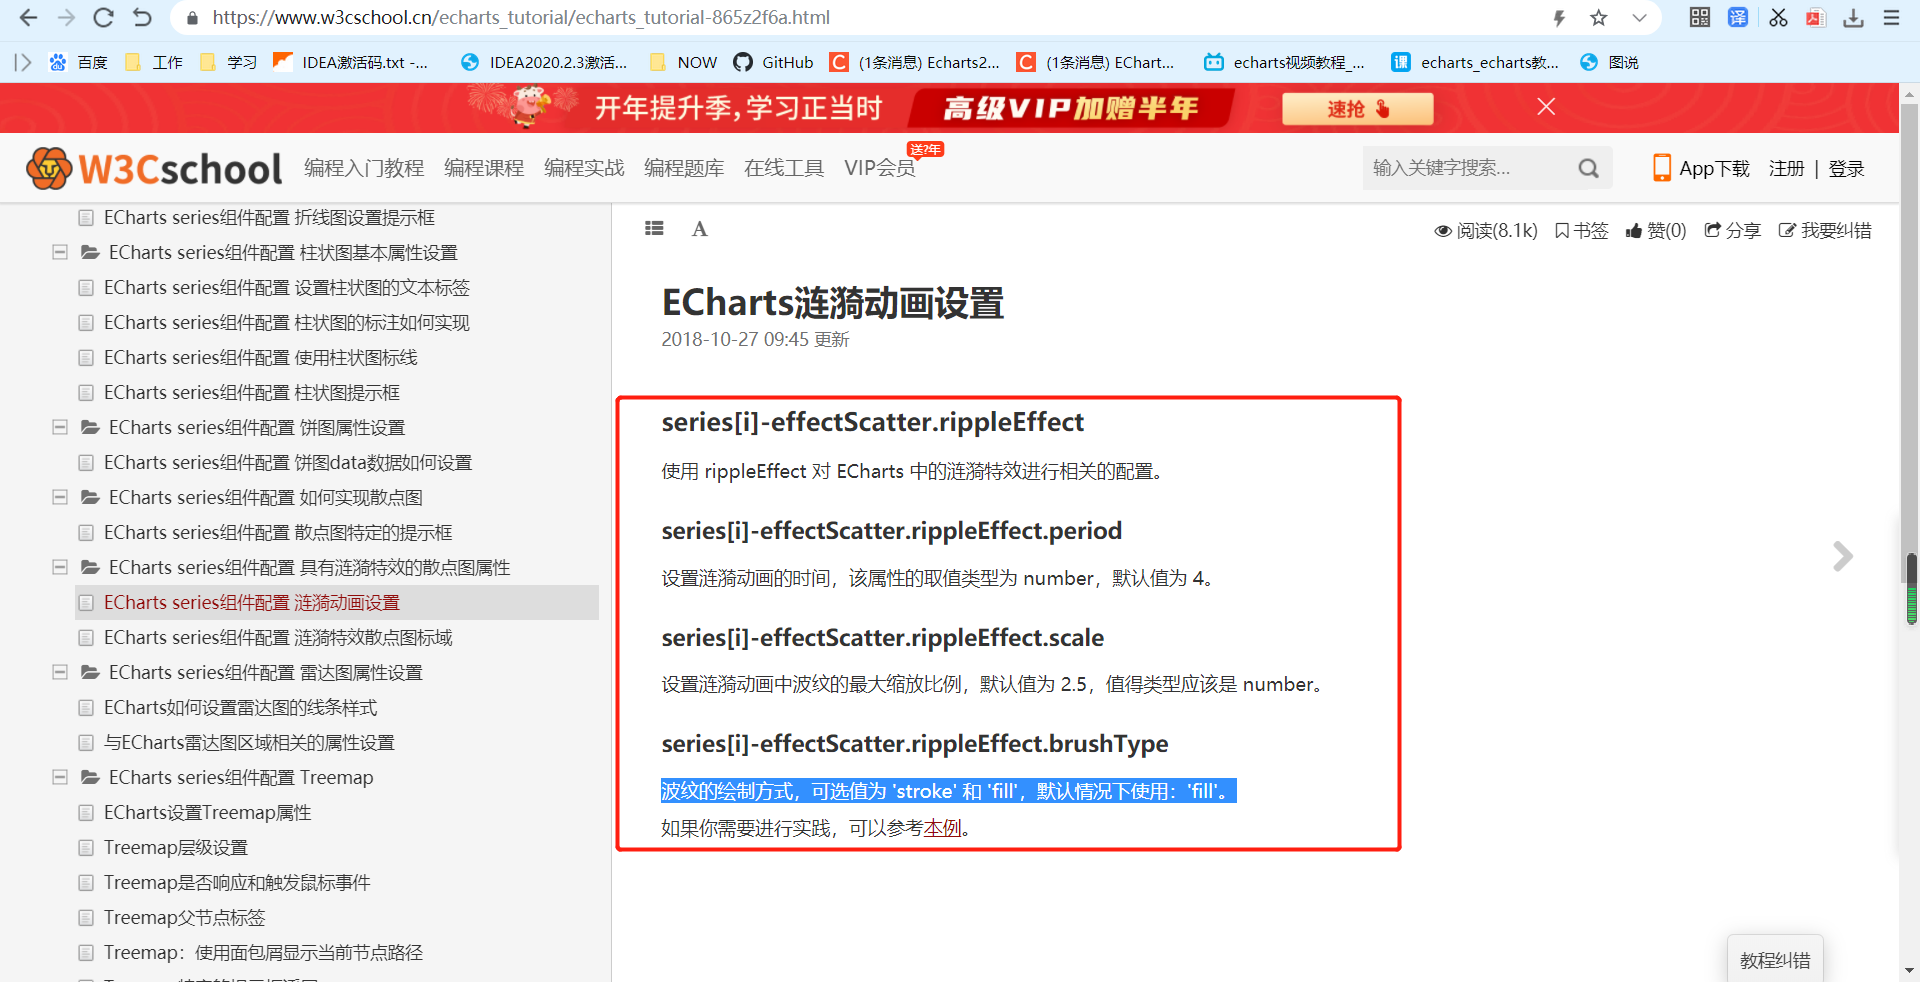 https://www.w3cschool.cn/echarts_tutorial/echarts_tutorial-865z2f6a.html
译
百度 工作 学习 IDEA激活码.txt -... IDEA2020.2.3激活... NOW GitHub (1条消息) Echarts2... (1条消息) EChart... echarts视频教程_... 课 echarts_echarts教... 图说
开年提升季,学习正当时 高级VIP加赠半年 速抢
W3Cschool 编程入门教程 编程课程 编程实战 编程题库 在线工具 VIP会员 送?年 输入关键字搜索... App下载 注册 | 登录
ECharts series组件配置 折线图设置提示框
ECharts series组件配置 柱状图基本属性设置
ECharts series组件配置 设置柱状图的文本标签
ECharts series组件配置 柱状图的标注如何实现
ECharts series组件配置 使用柱状图标线
ECharts series组件配置 柱状图提示框
ECharts series组件配置 饼图属性设置
ECharts series组件配置 饼图data数据如何设置
ECharts series组件配置 如何实现散点图
ECharts series组件配置 散点图特定的提示框
ECharts series组件配置 具有涟漪特效的散点图属性
ECharts series组件配置 涟漪动画设置
ECharts series组件配置 涟漪特效散点图标域
ECharts series组件配置 雷达图属性设置
ECharts如何设置雷达图的线条样式
与ECharts雷达图区域相关的属性设置
ECharts series组件配置 Treemap
ECharts设置Treemap属性
Treemap层级设置
Treemap是否响应和触发鼠标事件
Treemap父节点标签
Treemap：使用面包屑显示当前节点路径
A
阅读(8.1k) 书签 赞(0) 分享 我要纠错
ECharts涟漪动画设置
2018-10-27 09:45 更新
series[i]-effectScatter.rippleEffect
使用 rippleEffect 对 ECharts 中的涟漪特效进行相关的配置。
series[i]-effectScatter.rippleEffect.period
设置涟漪动画的时间，该属性的取值类型为 number，默认值为 4。
series[i]-effectScatter.rippleEffect.scale
设置涟漪动画中波纹的最大缩放比例，默认值为 2.5，值得类型应该是 number。
series[i]-effectScatter.rippleEffect.brushType
波纹的绘制方式，可选值为 'stroke' 和 'fill'，默认情况下使用：'fill'。
如果你需要进行实践，可以参考本例。
教程纠错